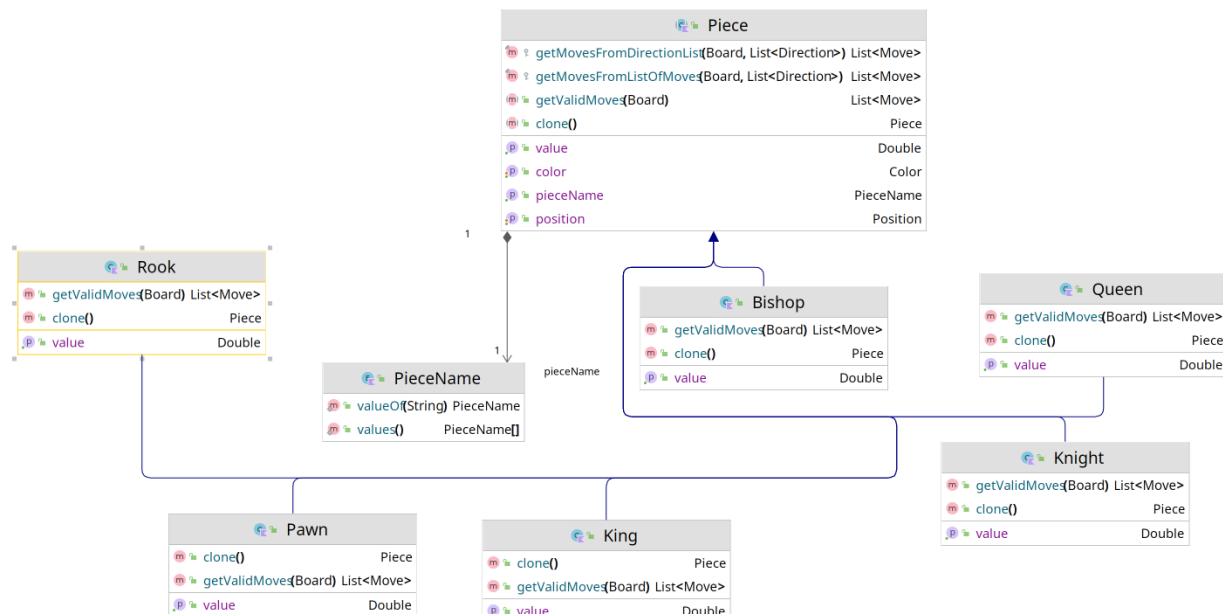 Piece
getMovesFromDirectionList(Board, List<Direction>) List<Move>
getMovesFromListOfMoves(Board, List<Direction>) List<Move>
getValidMoves(Board) List<Move>
clone() Piece
value Double
color Color
pieceName PieceName
position Position
1
Rook
getValidMoves(Board) List<Move>
clone() Piece
value Double
Bishop
getValidMoves(Board) List<Move>
clone() Piece
value Double
Queen
getValidMoves(Board) List<Move>
clone() Piece
value Double
1
pieceName
PieceName
valueOf(String) PieceName
values() PieceName[]
Knight
getValidMoves(Board) List<Move>
clone() Piece
value Double
Pawn
clone() Piece
getValidMoves(Board) List<Move>
value Double
King
clone() Piece
getValidMoves(Board) List<Move>
value Double